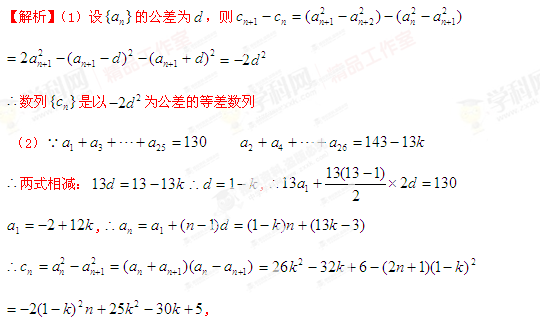 【解析】(1) 设{aₙ}的公差为d，则 cₙ₊₁－cₙ＝(a²ₙ₊₁－a²ₙ₊₂)－(a²ₙ－a²ₙ₊₁)
＝2a²ₙ₊₁－(aₙ₊₁－d)²－(aₙ₊₁＋d)²＝－2d²
∴数列{cₙ}是以－2d²为公差的等差数列
(2) ∵a₁＋a₃＋⋯＋a₂₅＝130 a₂＋a₄＋⋯＋a₂₆＝143－13k
∴两式相减：13d＝13－13k∴d＝1－k，∴13a₁＋13(13－1)/2×2d＝130
a₁＝－2＋12k，∴aₙ＝a₁＋(n－1)d＝(1－k)n＋(13k－3)
∴cₙ＝a²ₙ－a²ₙ₊₁＝(aₙ＋aₙ₊₁)(aₙ－aₙ₊₁)＝26k²－32k＋6－(2n＋1)(1－k)²
＝－2(1－k)²n＋25k²－30k＋5，